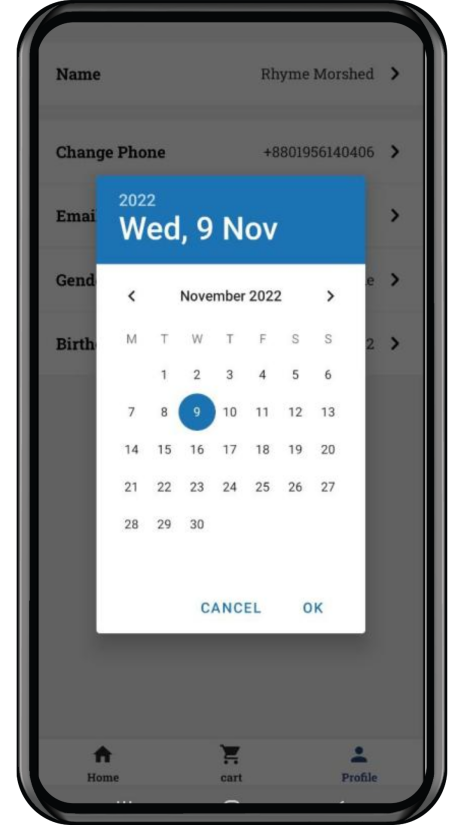 Name Rhyme Morshed
Change Phone +8801956140406
Emai
Gend e
Birth 2
2022
Wed, 9 Nov
November 2022
M T W T F S S
1 2 3 4 5 6
7 8 9 10 11 12 13
14 15 16 17 18 19 20
21 22 23 24 25 26 27
28 29 30
CANCEL OK
Home cart Profile